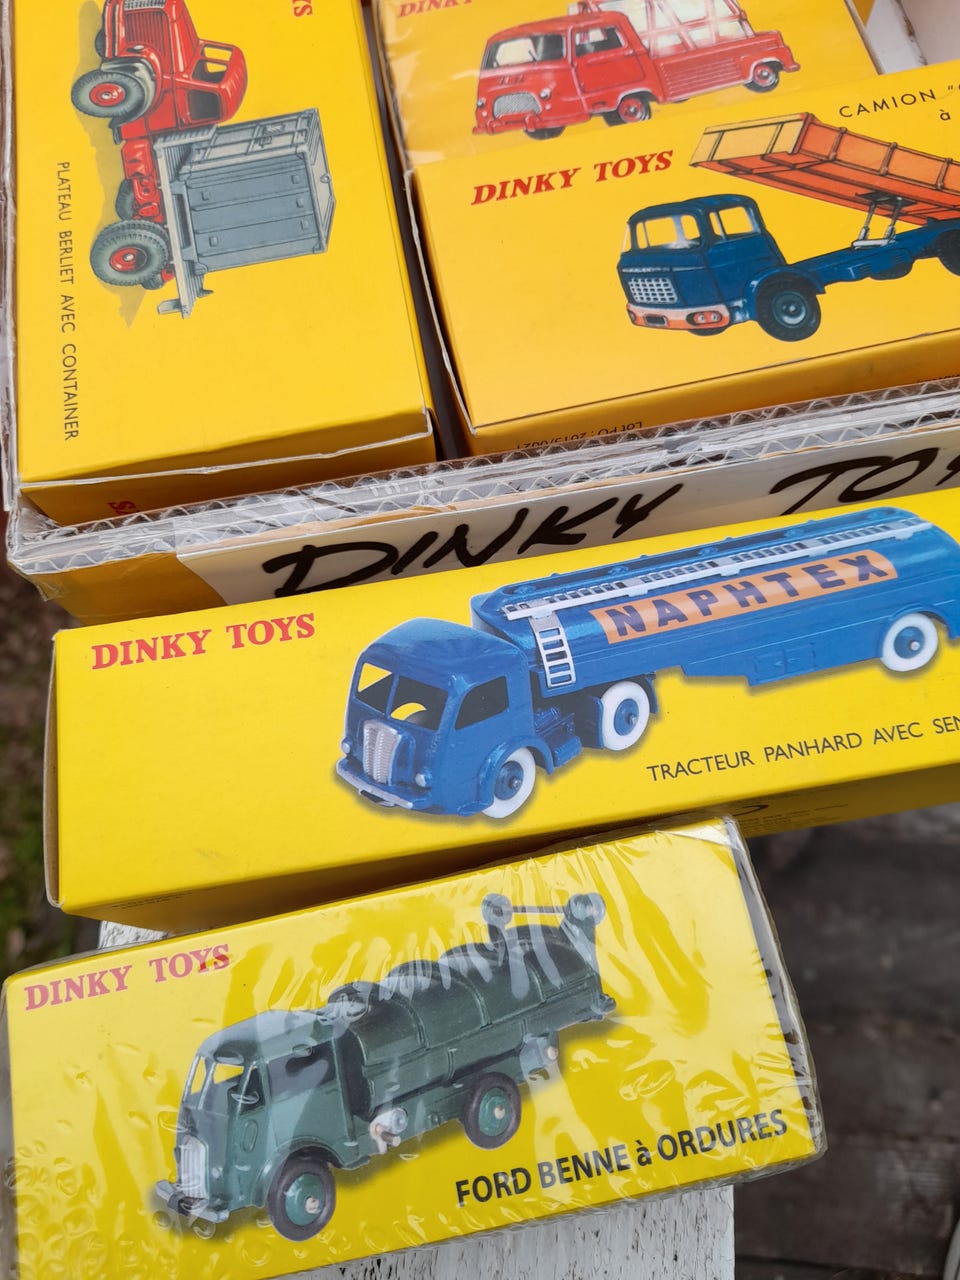 PLATEAU BERLIET AVEC CONTAINER
DINKY
DINKY TOYS
CAMION
à
DINKY TOY
DINKY TOYS
NAPHTEX
TRACTEUR PANHARD AVEC
DINKY TOYS
FORD BENNE à ORDURES